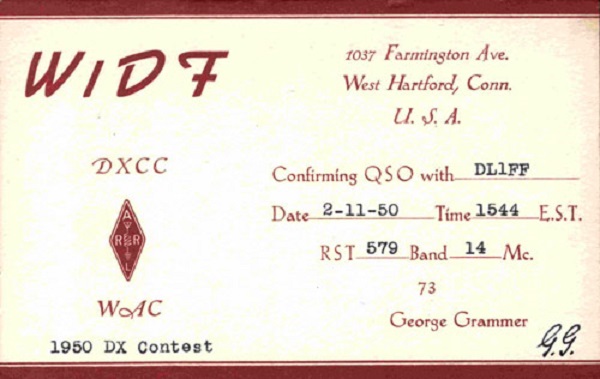 W1DF
1037 Farmington Ave.
West Hartford, Conn.
U. S. A.
DXCC
A
RR
L
WAC
1950 DX Contest
Confirming QSO with DL1FF
Date 2-11-50 Time 1544 E.S.T.
RST 579 Band 14 Mc.
73
George Grammer
G.G.